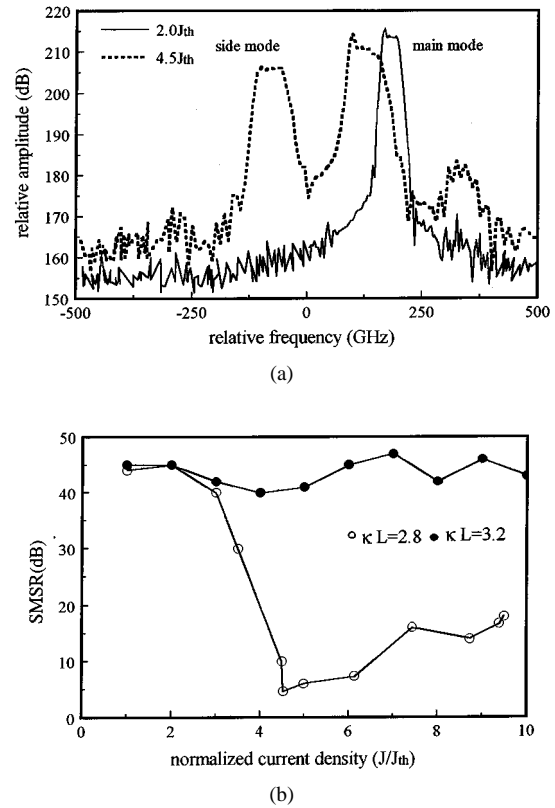 220
210
200
190
180
170
160
150
relative amplitude (dB)
2.0Jth
4.5Jth
side mode
main mode
-500
-250
0
250
500
relative frequency (GHz)
(a)
50
40
30
20
10
0
SMSR(dB)
κ L=2.8
κ L=3.2
0
2
4
6
8
10
normalized current density (J/Jth)
(b)